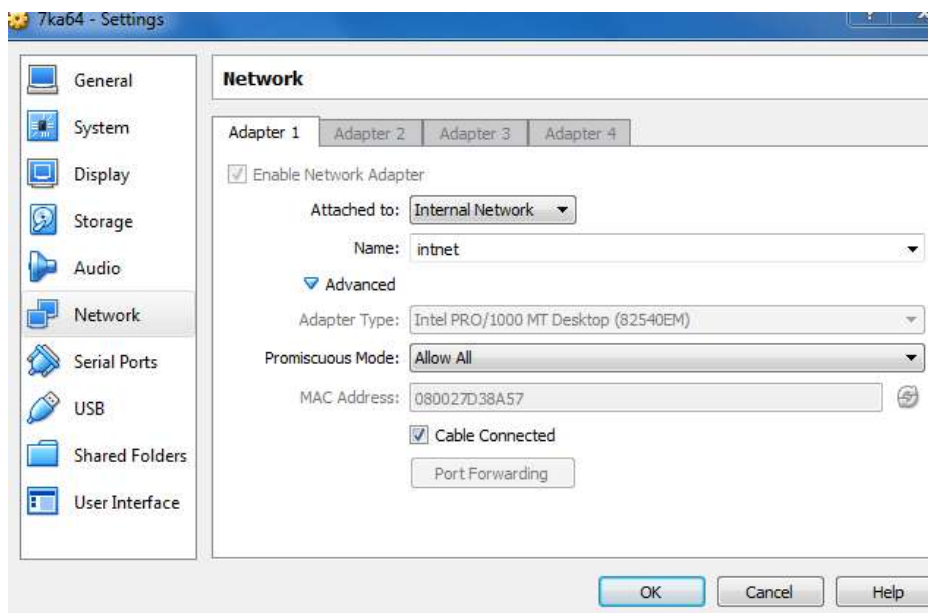 7ka64 - Settings
General
System
Display
Storage
Audio
Network
Serial Ports
USB
Shared Folders
User Interface
Network
Adapter 1 Adapter 2 Adapter 3 Adapter 4
Enable Network Adapter
Attached to: Internal Network
Name: intnet
Advanced
Adapter Type: Intel PRO/1000 MT Desktop (82540EM)
Promiscuous Mode: Allow All
MAC Address: 080027D38A57
Cable Connected
Port Forwarding
OK Cancel Help